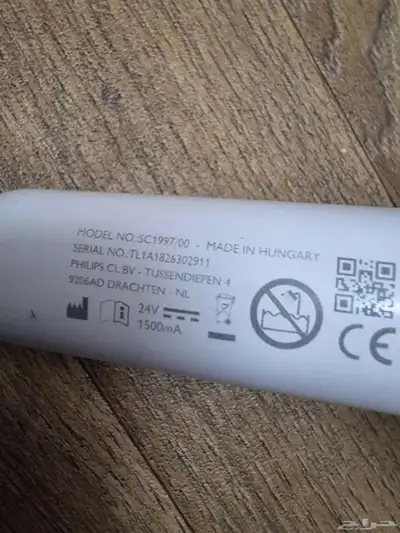 MODEL NO.:SC1997/00 - MADE IN HUNGARY
SERIAL NO.:TL1A1826302911
PHILIPS CL BV - TUSSENDIEPEN 4
9206AD DRACHTEN - NL
24V
1500mA
CE
حراج